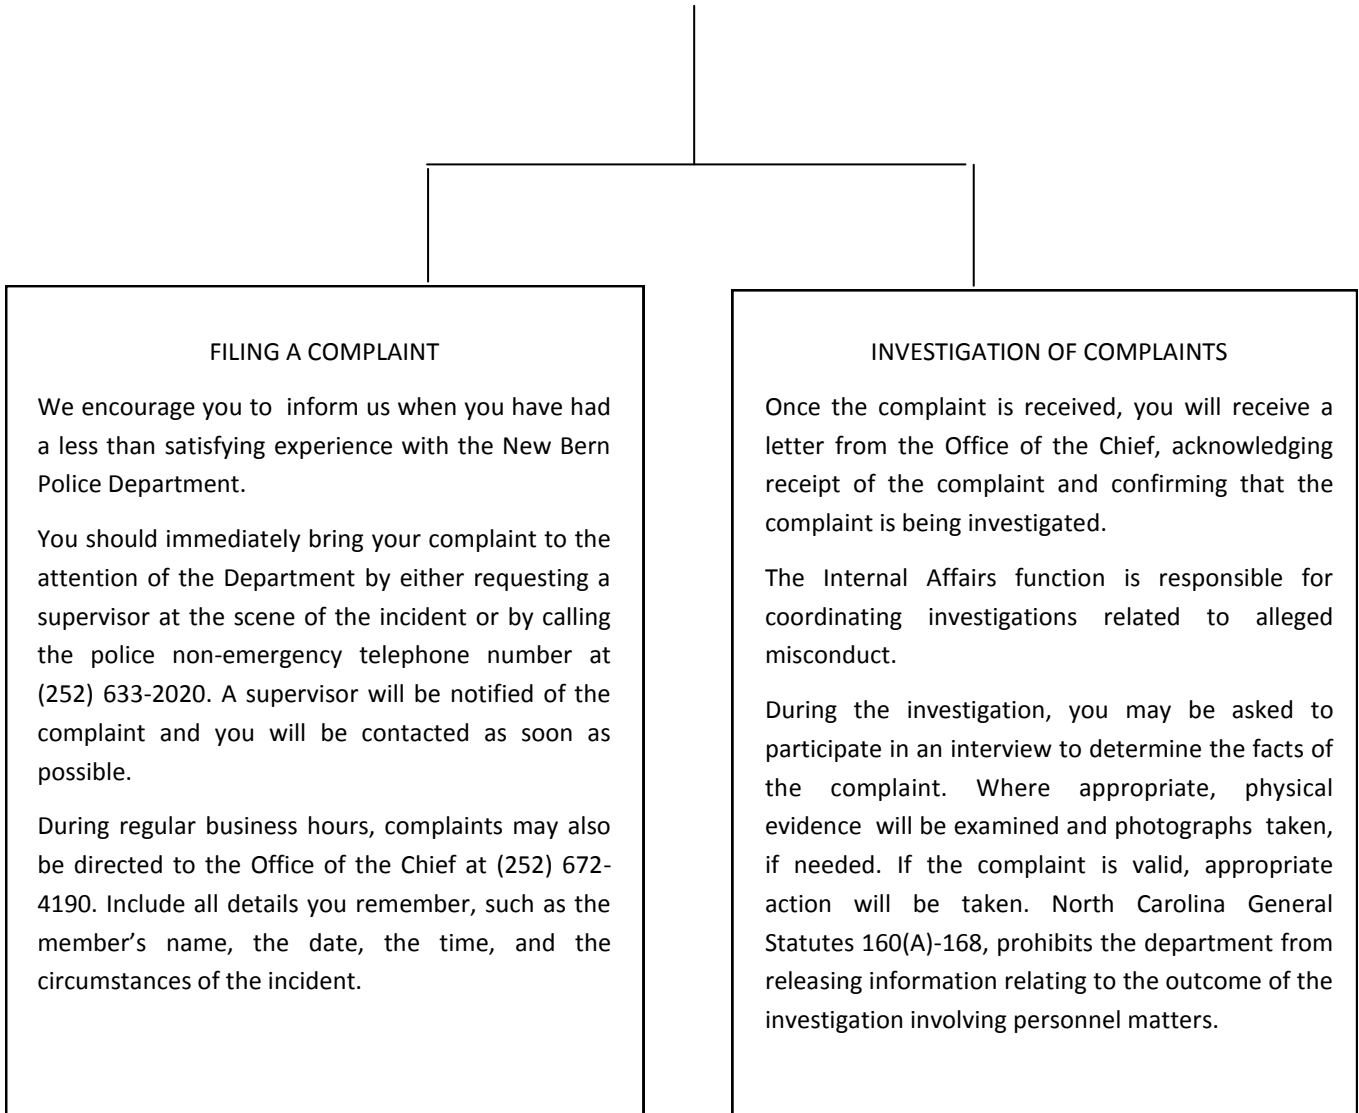 FILING A COMPLAINT
We encourage you to inform us when you have had
a less than satisfying experience with the New Bern
Police Department.
You should immediately bring your complaint to the
attention of the Department by either requesting a
supervisor at the scene of the incident or by calling
the police non-emergency telephone number at
(252) 633-2020. A supervisor will be notified of the
complaint and you will be contacted as soon as
possible.
During regular business hours, complaints may also
be directed to the Office of the Chief at (252) 672-
4190. Include all details you remember, such as the
member’s name, the date, the time, and the
circumstances of the incident.
INVESTIGATION OF COMPLAINTS
Once the complaint is received, you will receive a
letter from the Office of the Chief, acknowledging
receipt of the complaint and confirming that the
complaint is being investigated.
The Internal Affairs function is responsible for
coordinating investigations related to alleged
misconduct.
During the investigation, you may be asked to
participate in an interview to determine the facts of
the complaint. Where appropriate, physical
evidence will be examined and photographs taken,
if needed. If the complaint is valid, appropriate
action will be taken. North Carolina General
Statutes 160(A)-168, prohibits the department from
releasing information relating to the outcome of the
investigation involving personnel matters.